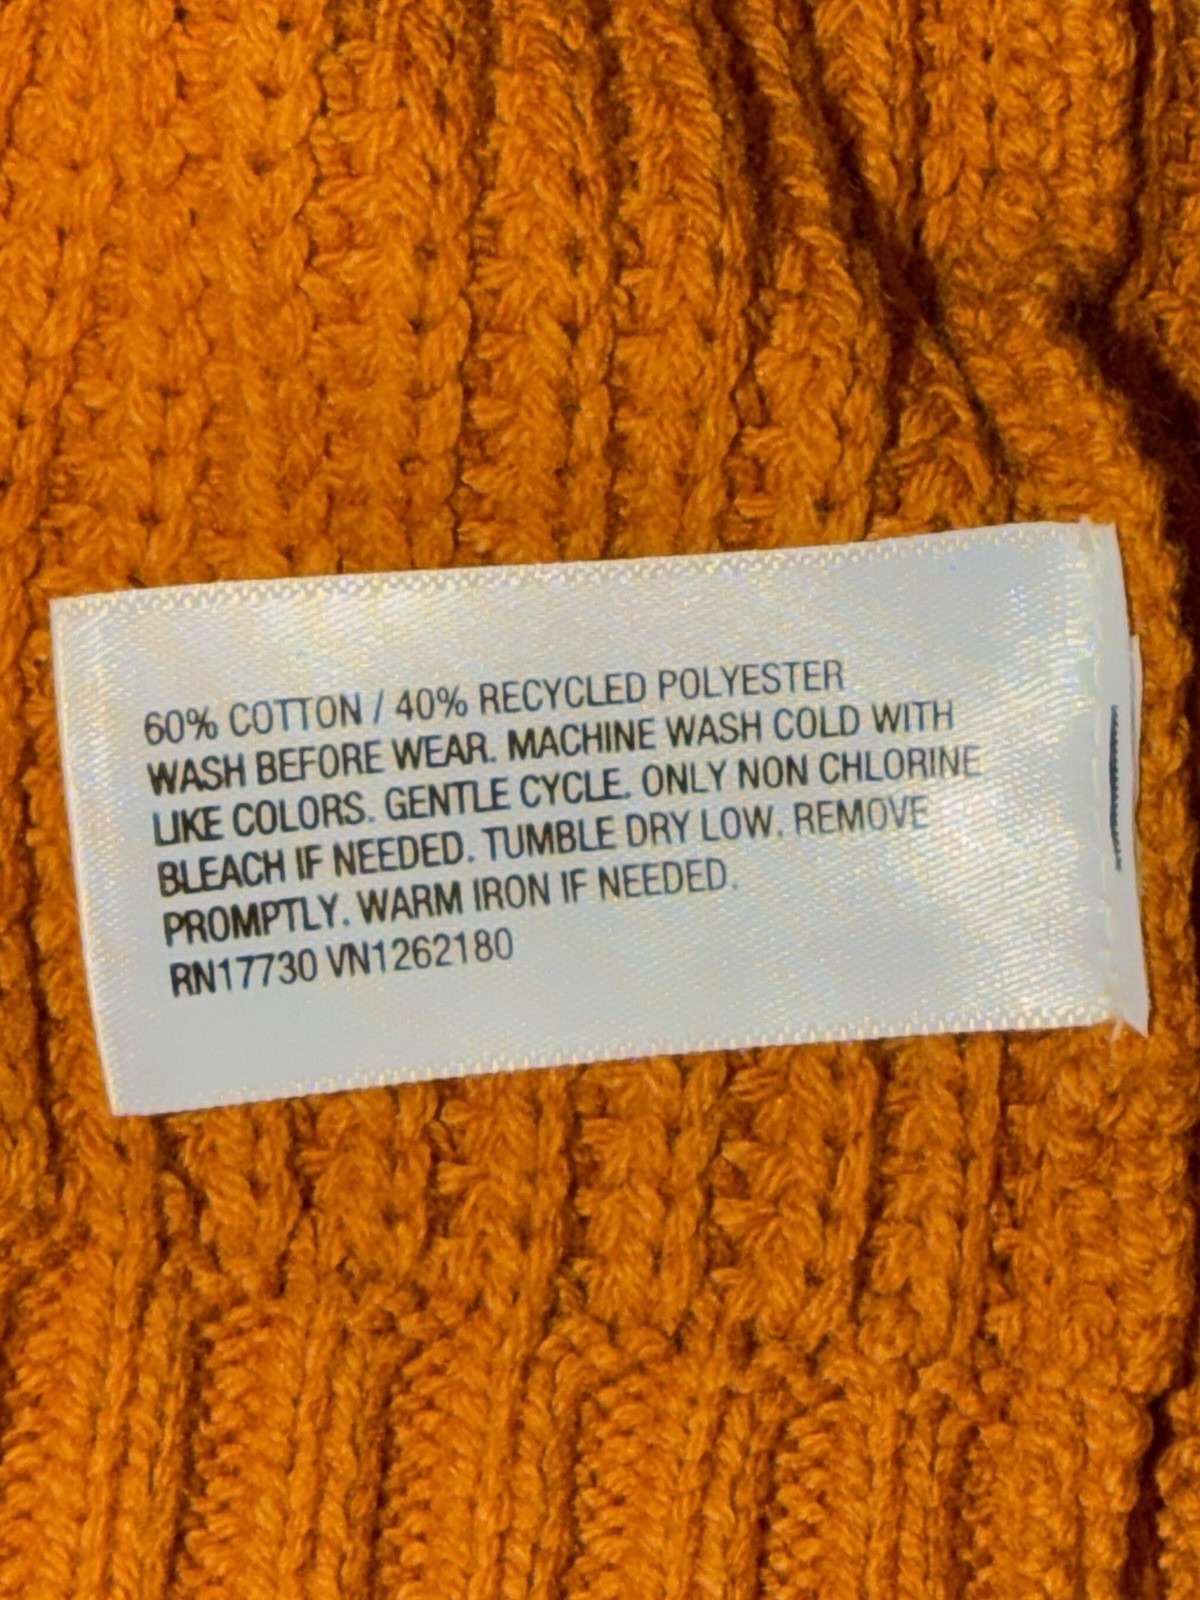 60% COTTON / 40% RECYCLED POLYESTER
WASH BEFORE WEAR. MACHINE WASH COLD WITH
LIKE COLORS. GENTLE CYCLE. ONLY NON CHLORINE
BLEACH IF NEEDED. TUMBLE DRY LOW. REMOVE
PROMPTLY. WARM IRON IF NEEDED.
RN17730 VN1262180